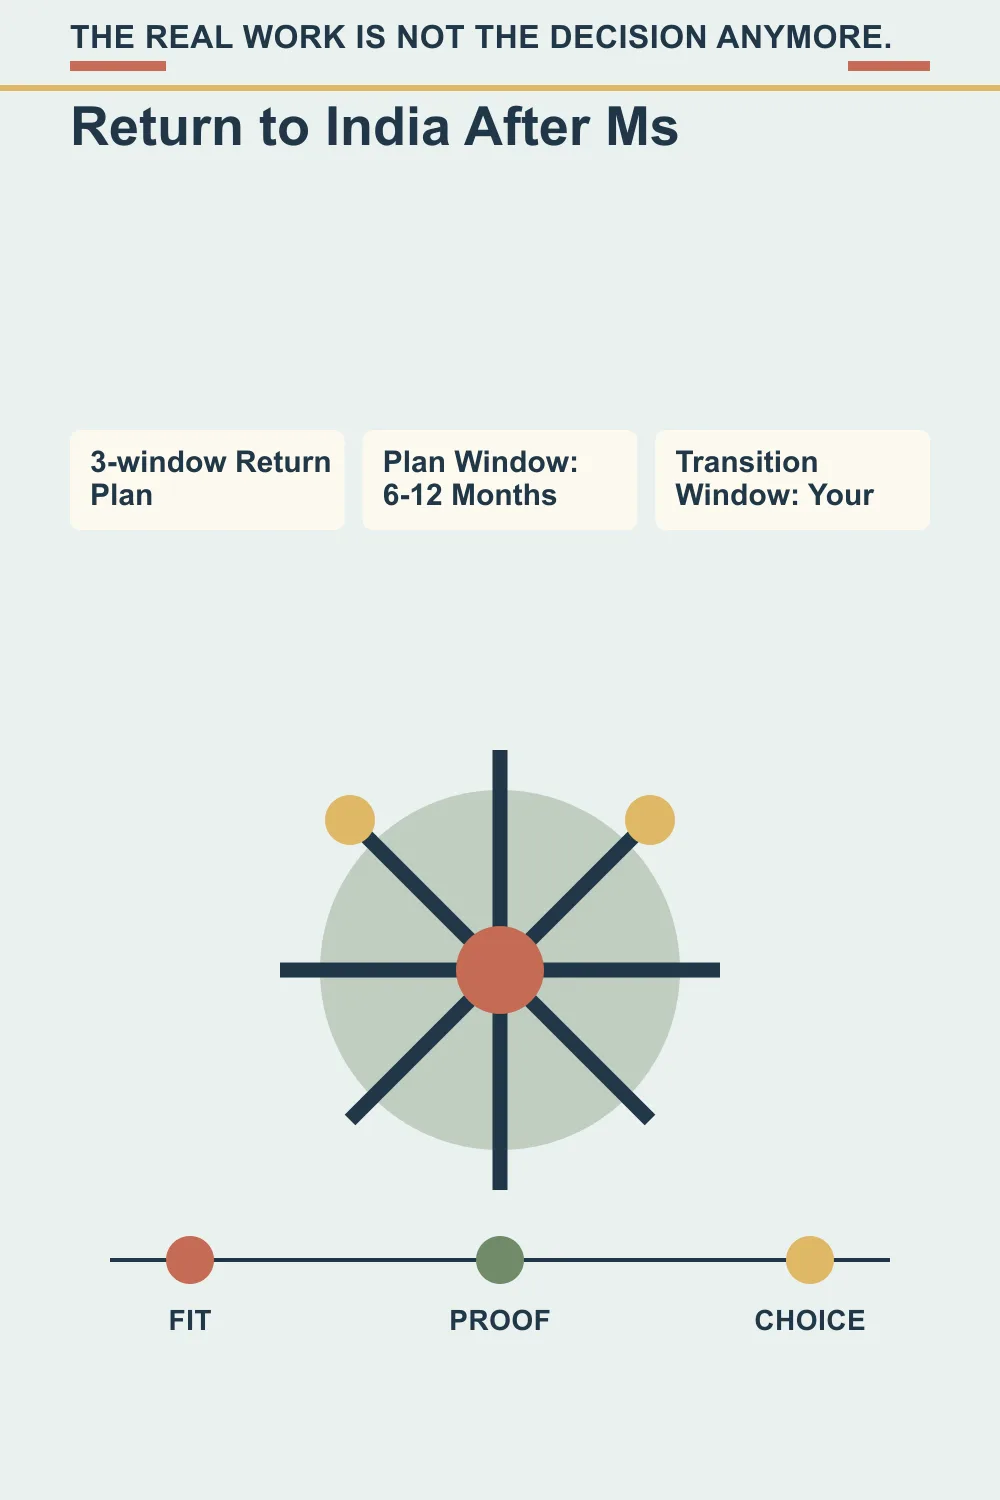 THE REAL WORK IS NOT THE DECISION ANYMORE.
Return to India After Ms
3-window Return
Plan
Plan Window:
6-12 Months
Transition
Window: Your
FIT
PROOF
CHOICE